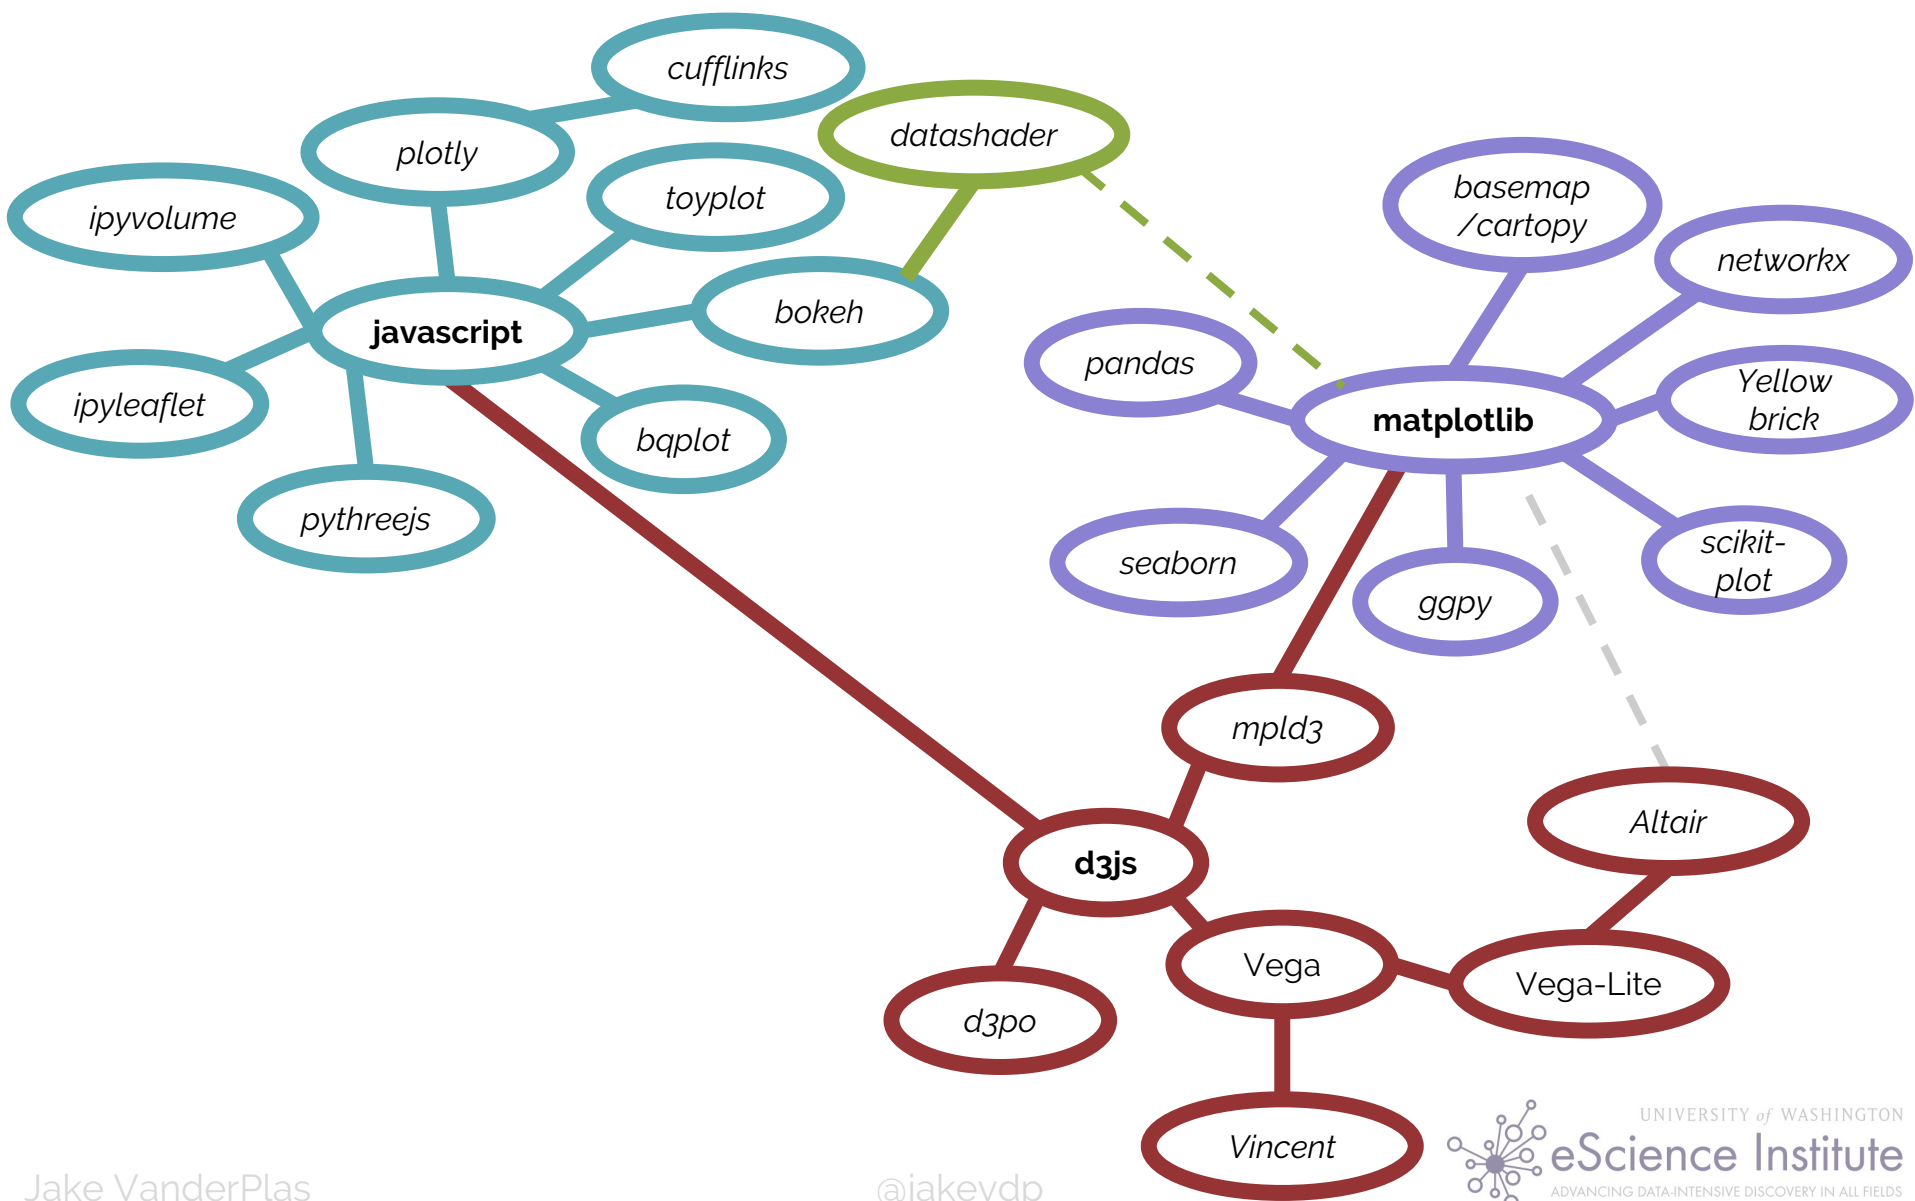 cufflinks
datashader
plotly
basemap
/cartopy
toyplot
ipyvolume
networkx
bokeh
javascript
pandas
Yellow
brick
ipyleaflet
matplotlib
bqplot
pythreejs
scikit-
plot
seaborn
ggpy
mpld3
Altair
d3js
Vega
Vega-Lite
d3po
Vincent
UNIVERSITY of WASHINGTON
eScience Institute
ADVANCING DATA-INTENSIVE DISCOVERY IN ALL FIELDS
Jake VanderPlas
@jakevdp